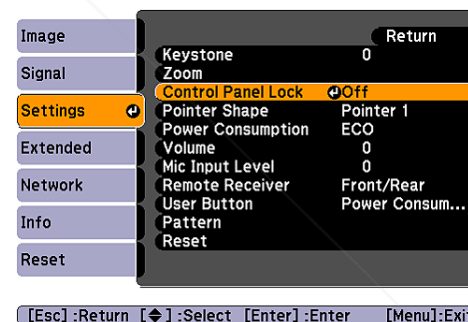 Return
Image
Signal
Settings
Extended
Network
Info
Reset
Keystone 0
Zoom
Control Panel Lock Off
Pointer Shape Pointer 1
Power Consumption ECO
Volume 0
Mic Input Level 0
Remote Receiver Front/Rear
User Button Power Consum...
Pattern
Reset
[Esc] :Return [◆] :Select [Enter] :Enter [Menu]:Exit